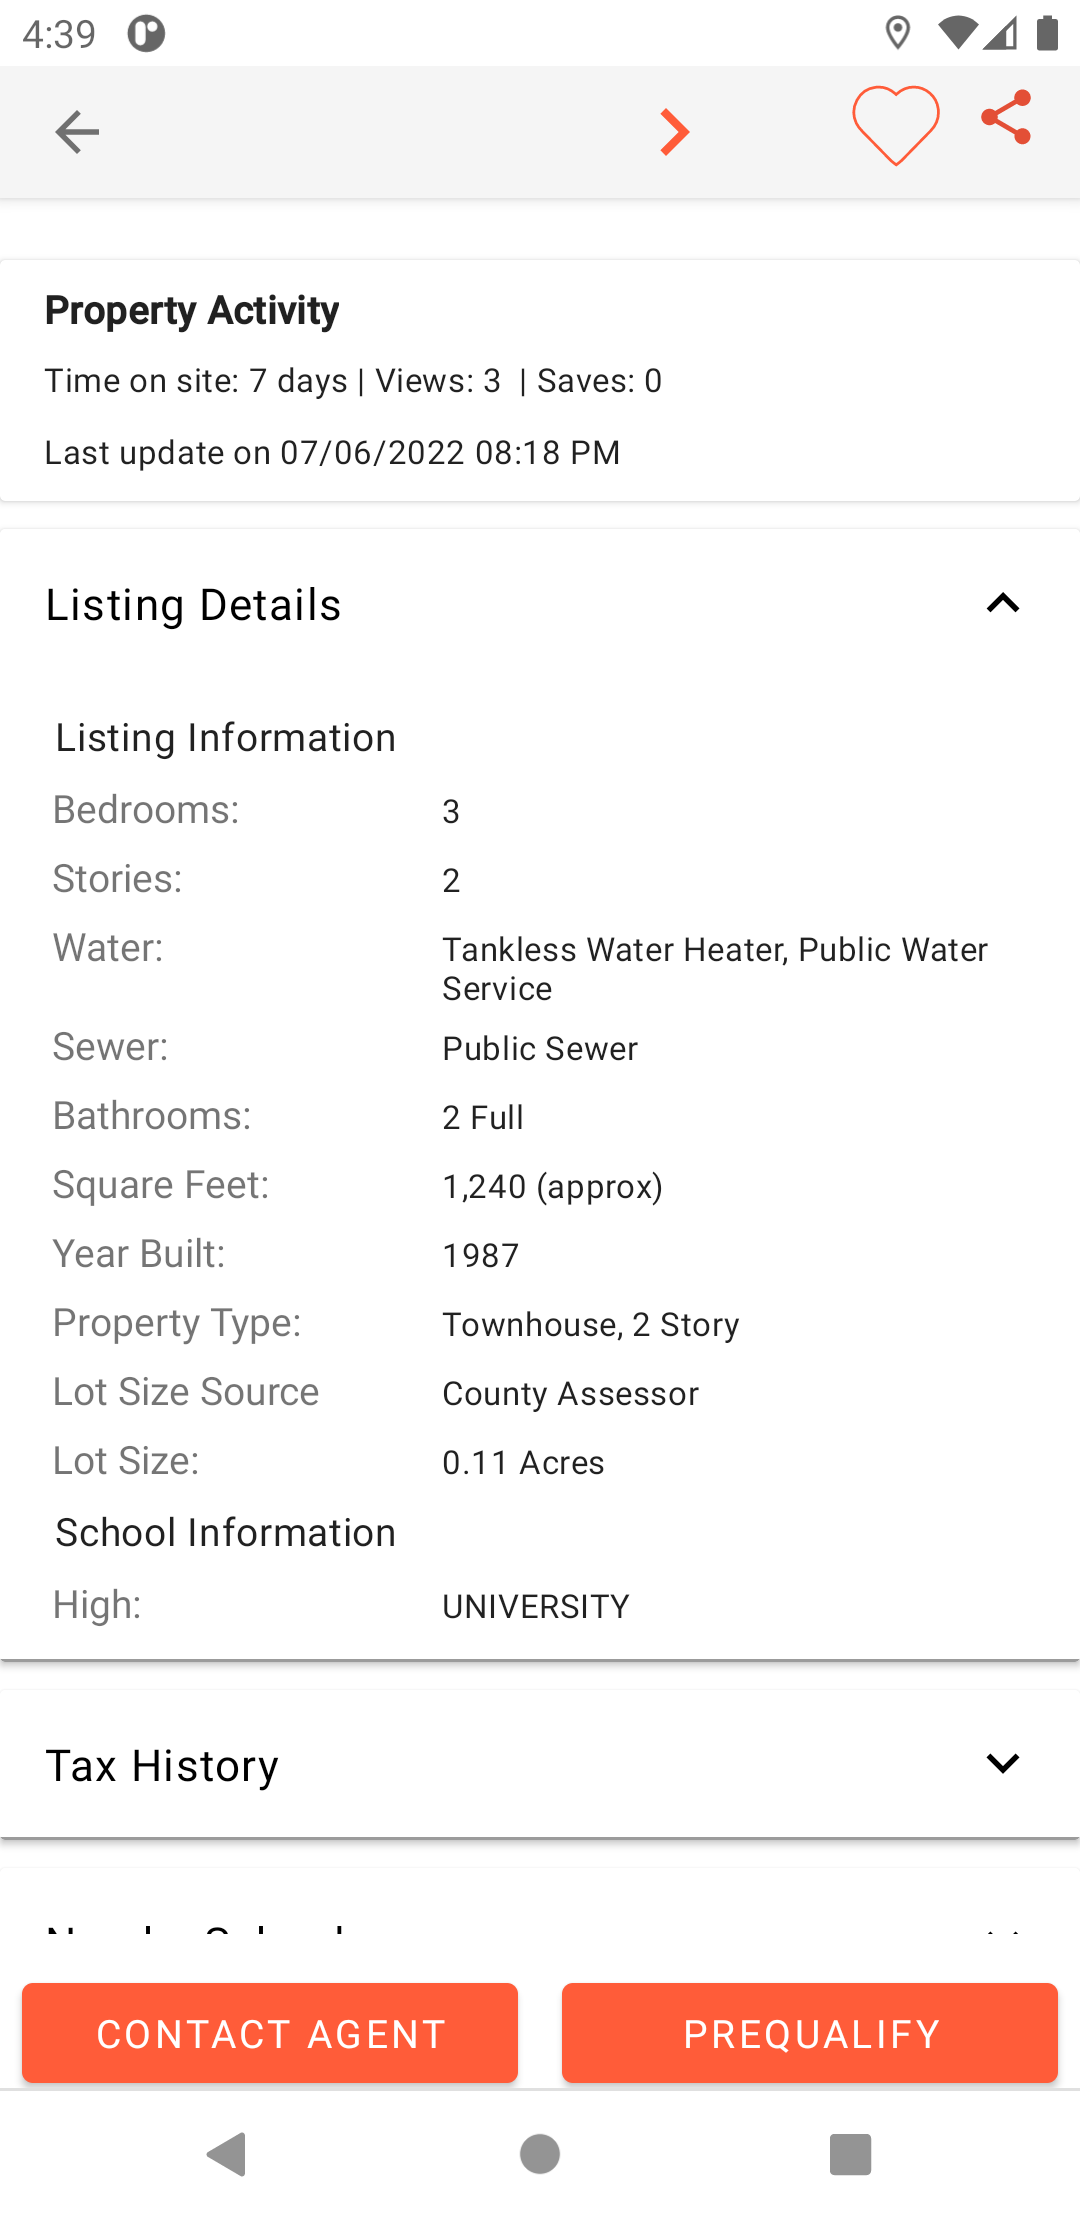 4:39
Property Activity
Time on site: 7 days | Views: 3 | Saves: 0
Last update on 07/06/2022 08:18 PM
Listing Details
Listing Information
Bedrooms: 3
Stories: 2
Water: Tankless Water Heater, Public Water
Service
Sewer: Public Sewer
Bathrooms: 2 Full
Square Feet: 1,240 (approx)
Year Built: 1987
Property Type: Townhouse, 2 Story
Lot Size Source County Assessor
Lot Size: 0.11 Acres
School Information
High: UNIVERSITY
Tax History
CONTACT AGENT
PREQUALIFY